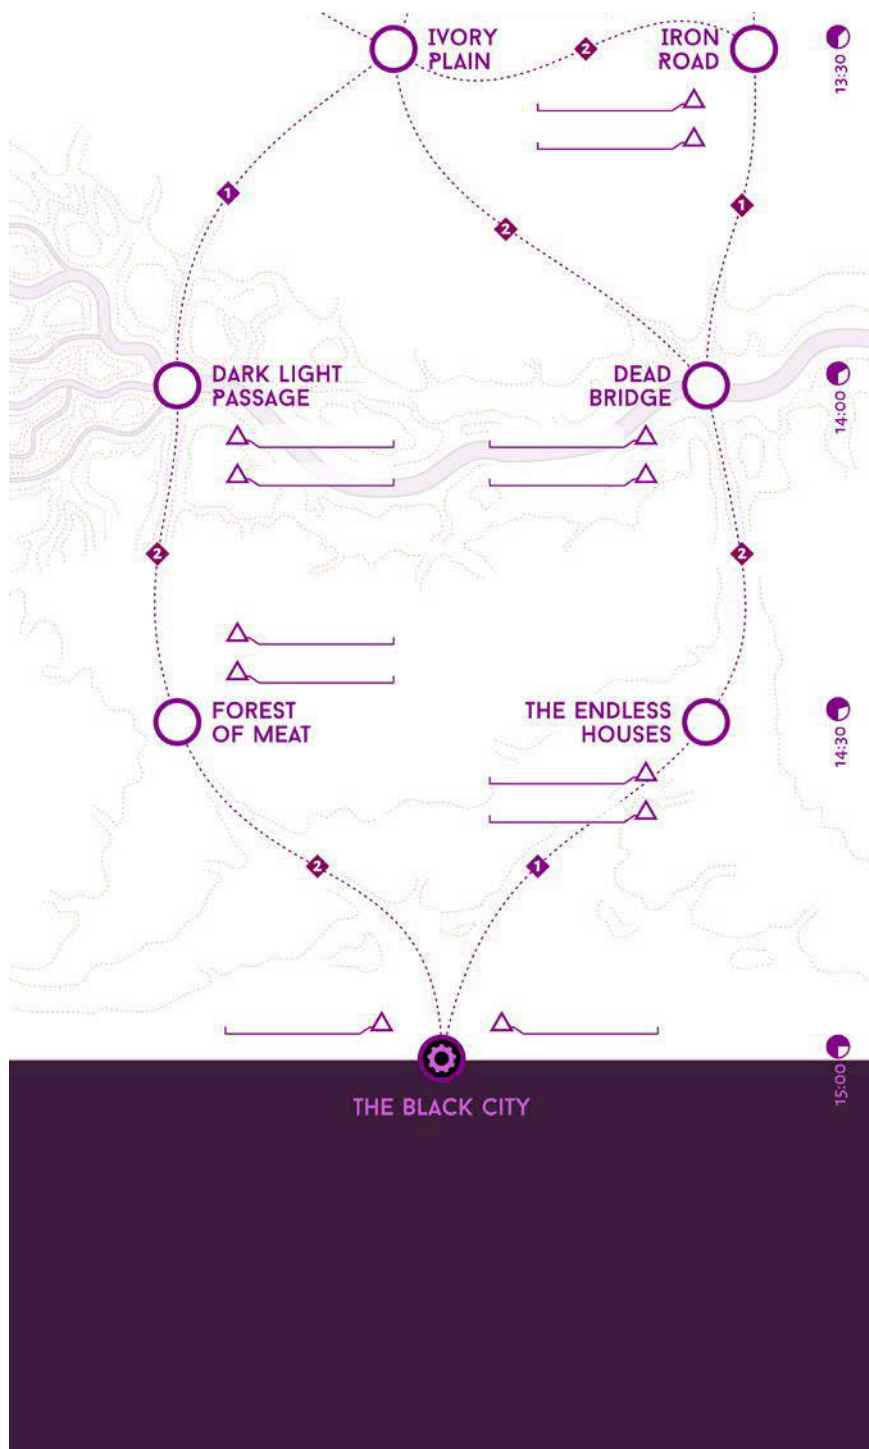 IVORY
PLAIN
IRON
ROAD
2
13:30
1
1
2
DARK LIGHT
PASSAGE
DEAD
BRIDGE
14:00
2
2
FOREST
OF MEAT
THE ENDLESS
HOUSES
14:30
2
1
15:00
THE BLACK CITY